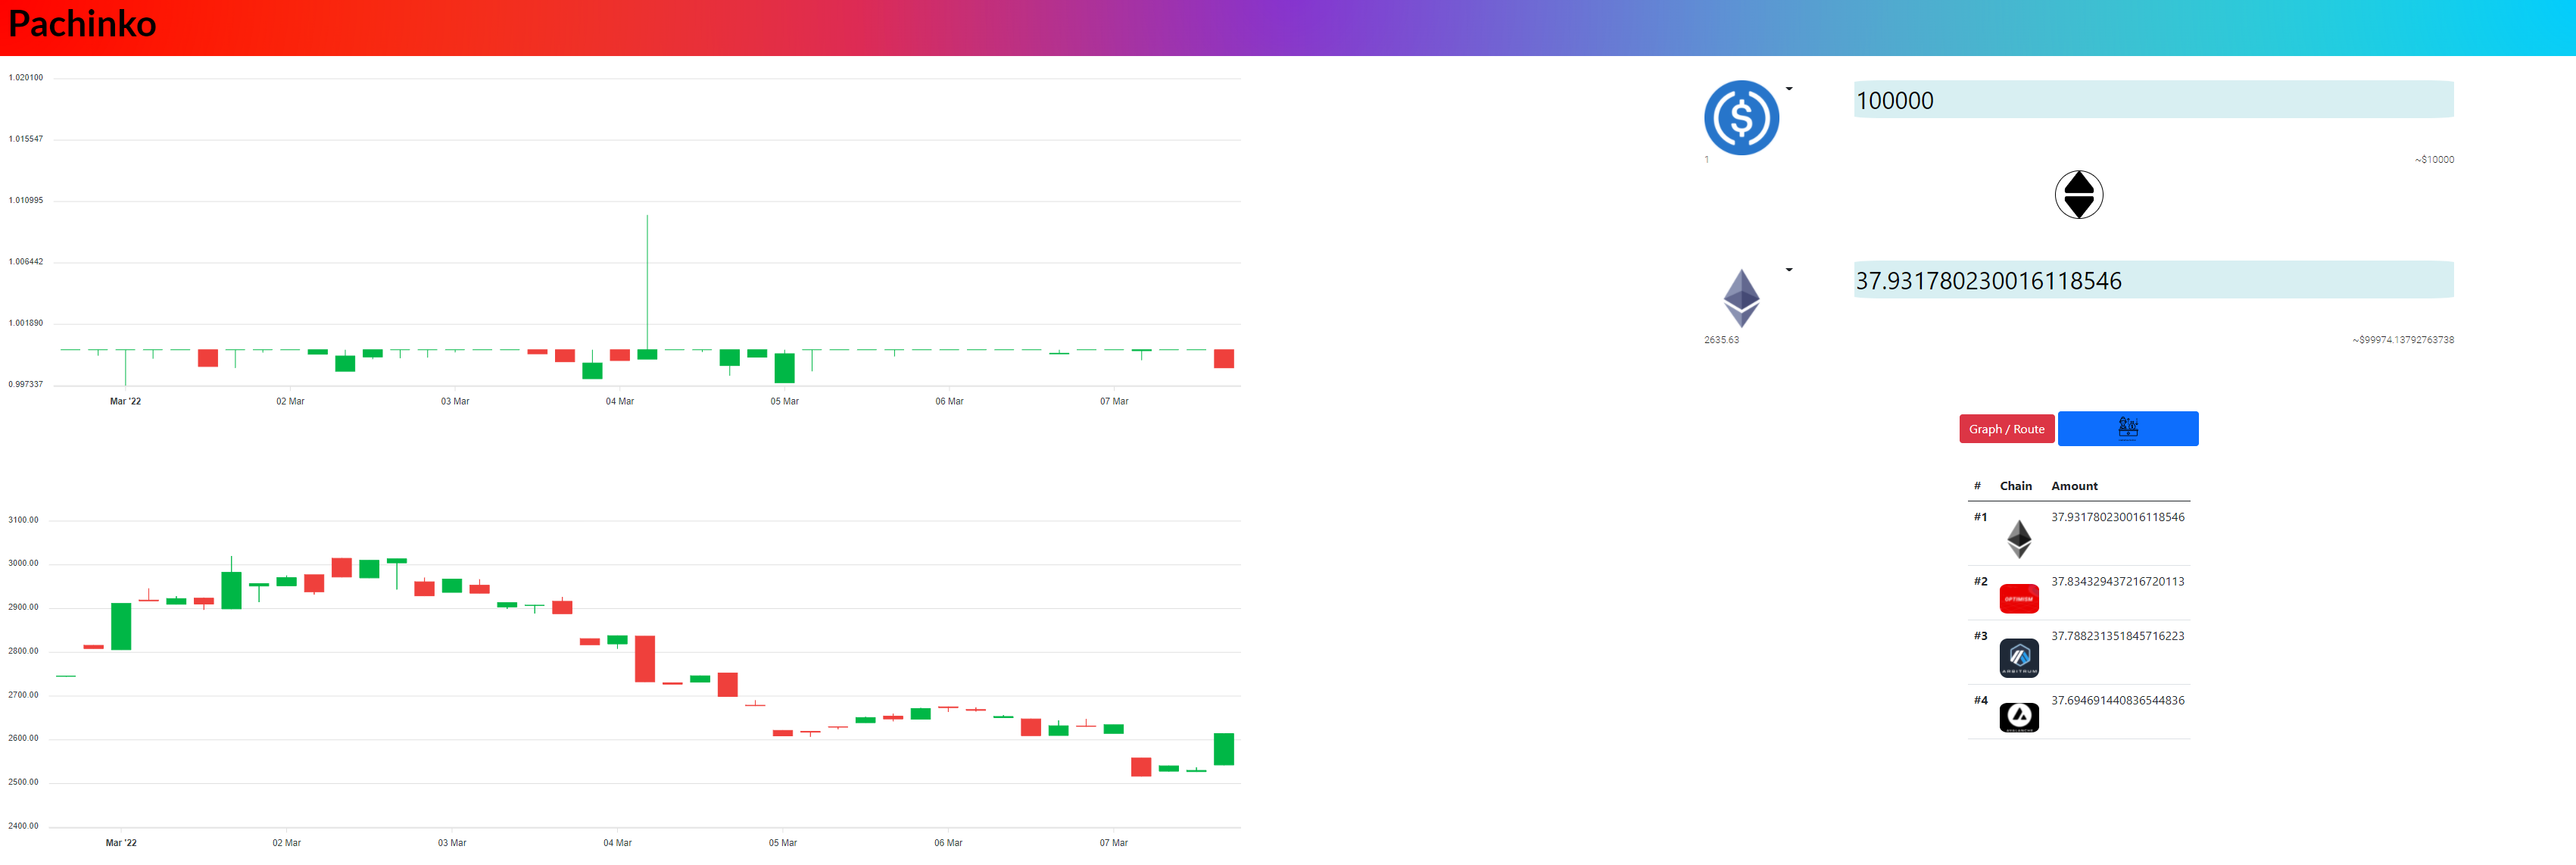 Pachinko
1.020100
1.015547
1.010995
1.006442
1.001890
0.997337
Mar '22 02 Mar 03 Mar 04 Mar 05 Mar 06 Mar 07 Mar
3100.00
3000.00
2900.00
2800.00
2700.00
2600.00
2500.00
2400.00
Mar '22 02 Mar 03 Mar 04 Mar 05 Mar 06 Mar 07 Mar
100000
1 ~$10000
37.931780230016118546
2635.63 ~$99974.13792763738
Graph / Route
# Chain Amount
#1 37.931780230016118546
#2 OPTIMISM 37.834329437216720113
#3 ARBITRUM 37.788231351845716223
#4 37.694691440836544836